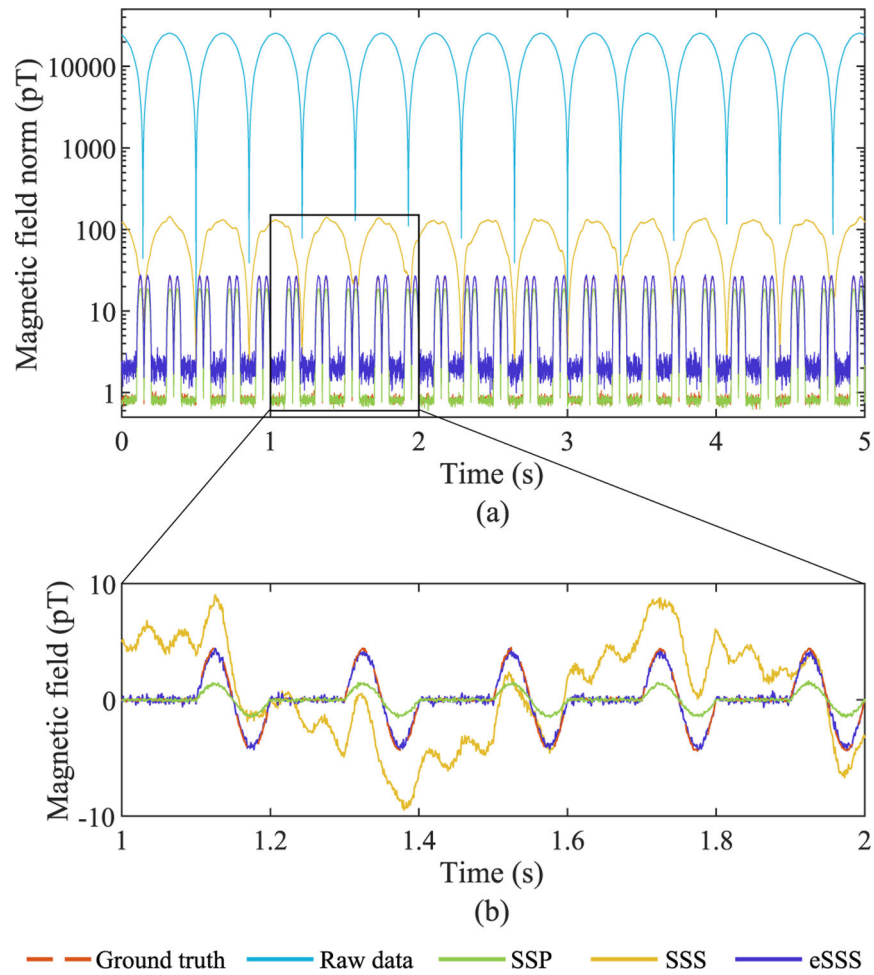 Magnetic field norm (pT)
10000
1000
100
10
1
0 1 2 3 4 5
Time (s)
(a)
Magnetic field (pT)
10
0
-10
1 1.2 1.4 1.6 1.8 2
Time (s)
(b)
Ground truth Raw data SSP SSS eSSS